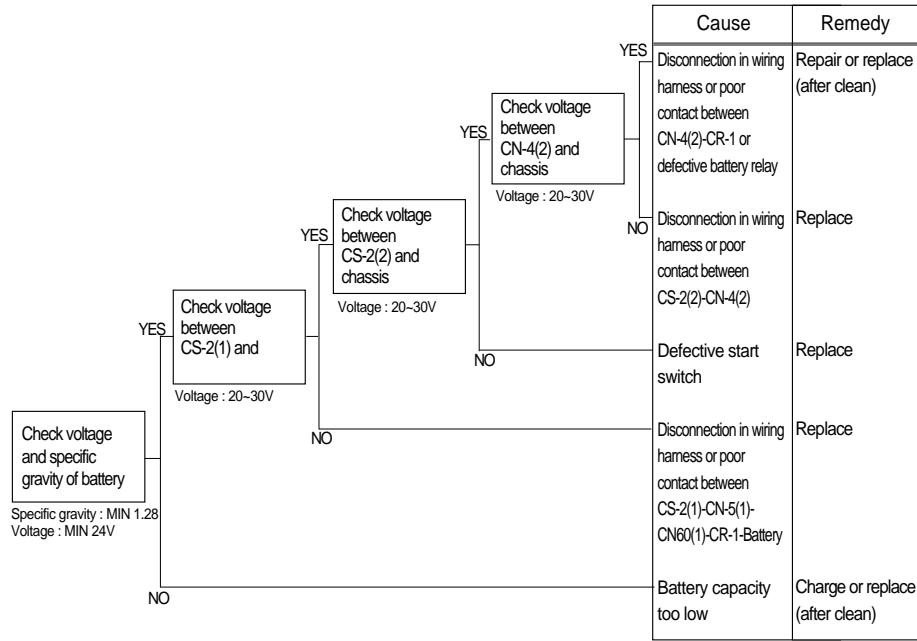 Cause
Remedy
YES
Disconnection in wiring
harness or poor
contact between
CN-4(2)-CR-1 or
defective battery relay
Repair or replace
(after clean)
YES
Check voltage
between
CN-4(2) and
chassis
Voltage : 20~30V
NO
Disconnection in wiring
harness or poor
contact between
CS-2(2)-CN-4(2)
Replace
YES
Check voltage
between
CS-2(2) and
chassis
Voltage : 20~30V
NO
Defective start
switch
Replace
YES
Check voltage
between
CS-2(1) and
Voltage : 20~30V
NO
Disconnection in wiring
harness or poor
contact between
CS-2(1)-CN-5(1)-
CN60(1)-CR-1-Battery
Replace
Check voltage
and specific
gravity of battery
Specific gravity : MIN 1.28
Voltage : MIN 24V
NO
Battery capacity
too low
Charge or replace
(after clean)